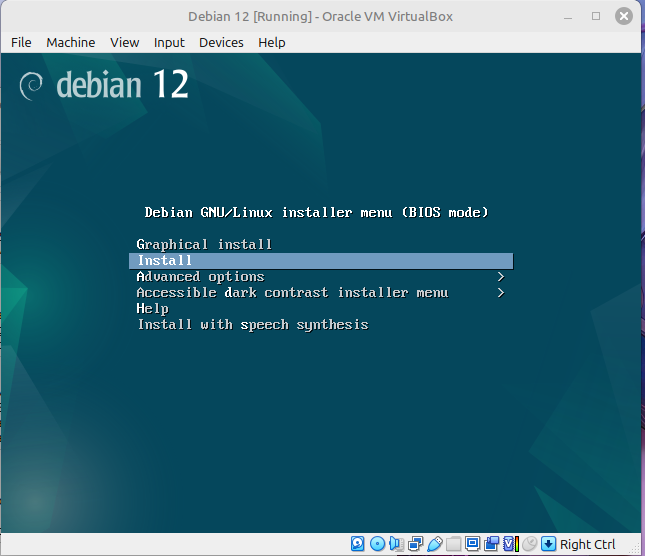 Debian 12 [Running] - Oracle VM VirtualBox
File Machine View Input Devices Help
debian 12
Debian GNU/Linux installer menu (BIOS mode)
Graphical install
Install
Advanced options >
Accessible dark contrast installer menu >
Help
Install with speech synthesis
Right Ctrl